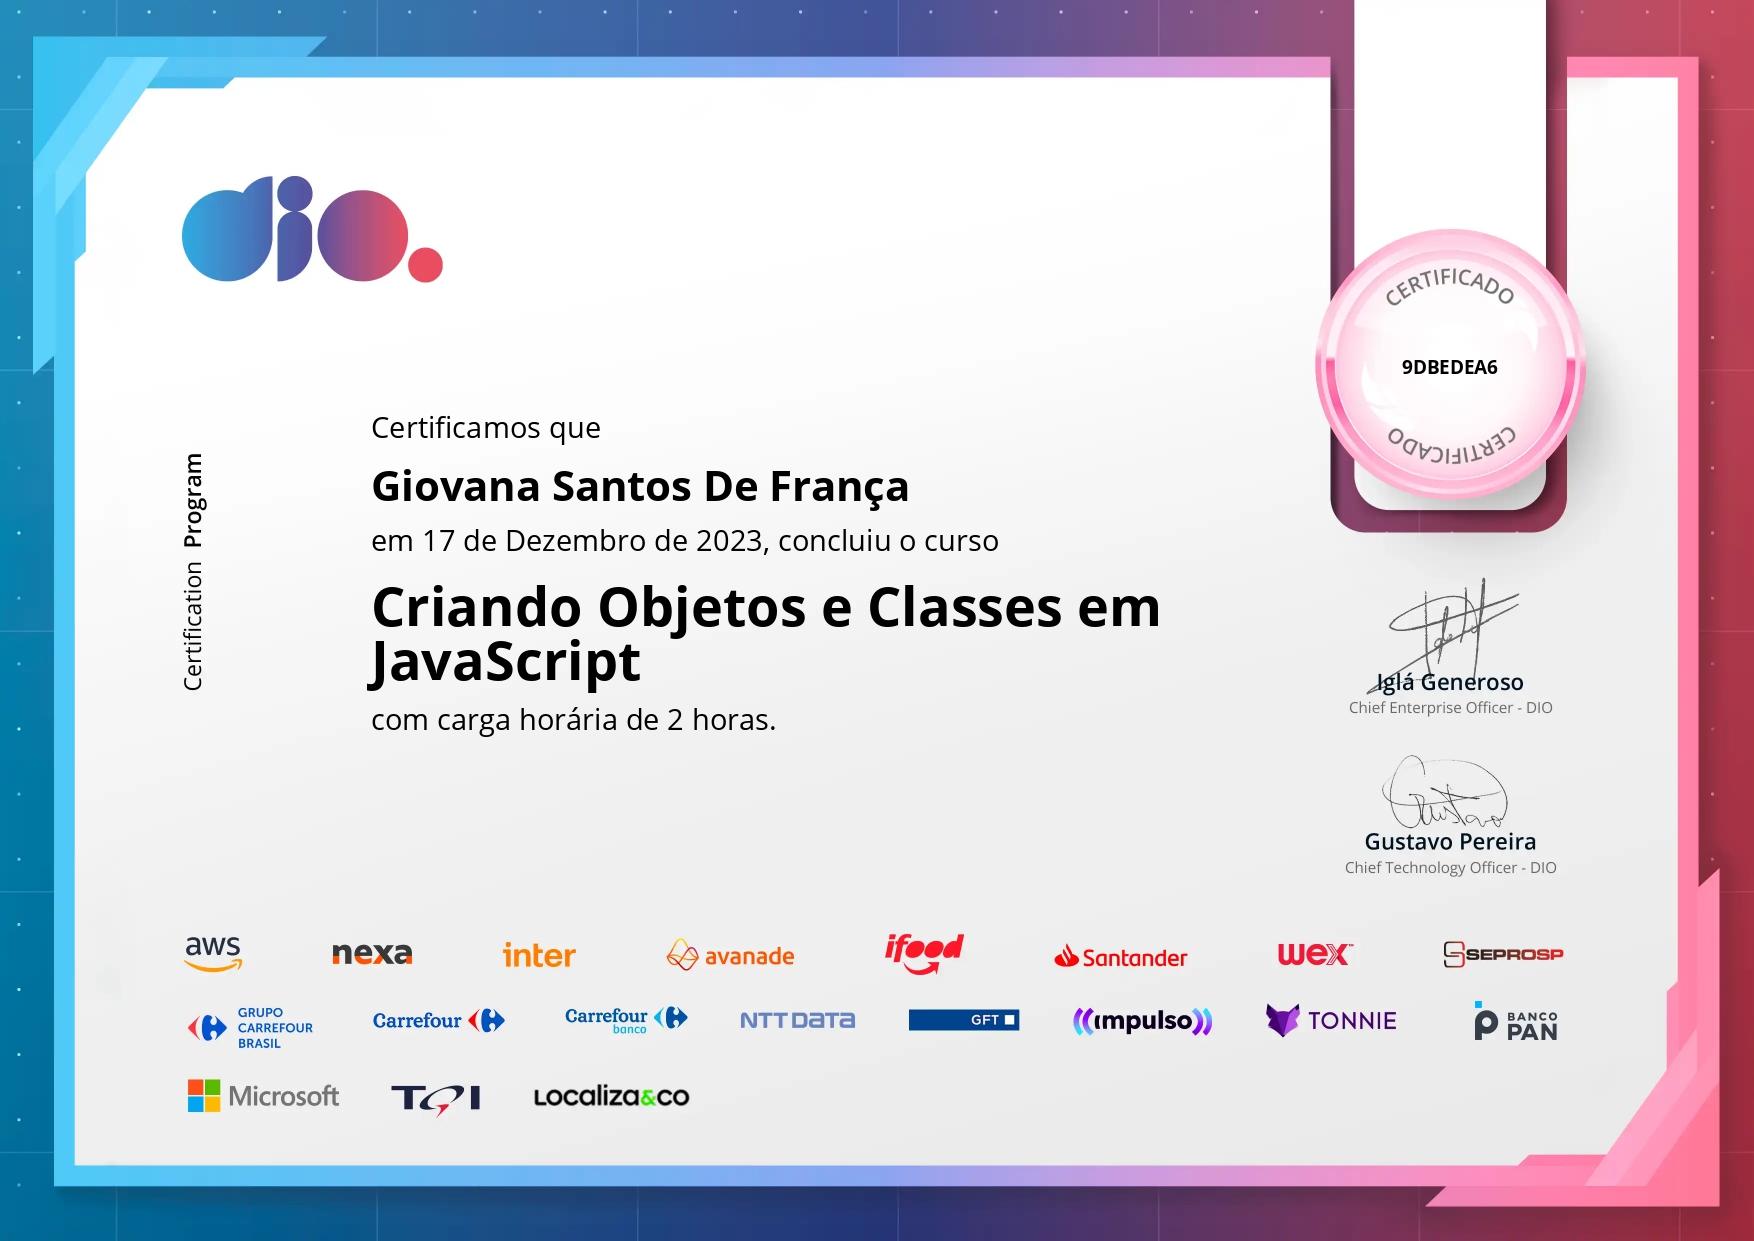 dio.
CERTIFICADO
9DBEDEA6
CERTIFICADO
Certification Program
Certificamos que
Giovana Santos De França
em 17 de Dezembro de 2023, concluiu o curso
Criando Objetos e Classes em
JavaScript
com carga horária de 2 horas.
Iglá Generoso
Chief Enterprise Officer - DIO
Gustavo Pereira
Chief Technology Officer - DIO
aws nexa inter avanade ifood Santander wex SEPROSP
GRUPO
CARREFOUR
BRASIL
Carrefour Carrefour
banco
NTT DATA GFT impulso TONNIE
BANCO
PAN
Microsoft TQI Localiza&co